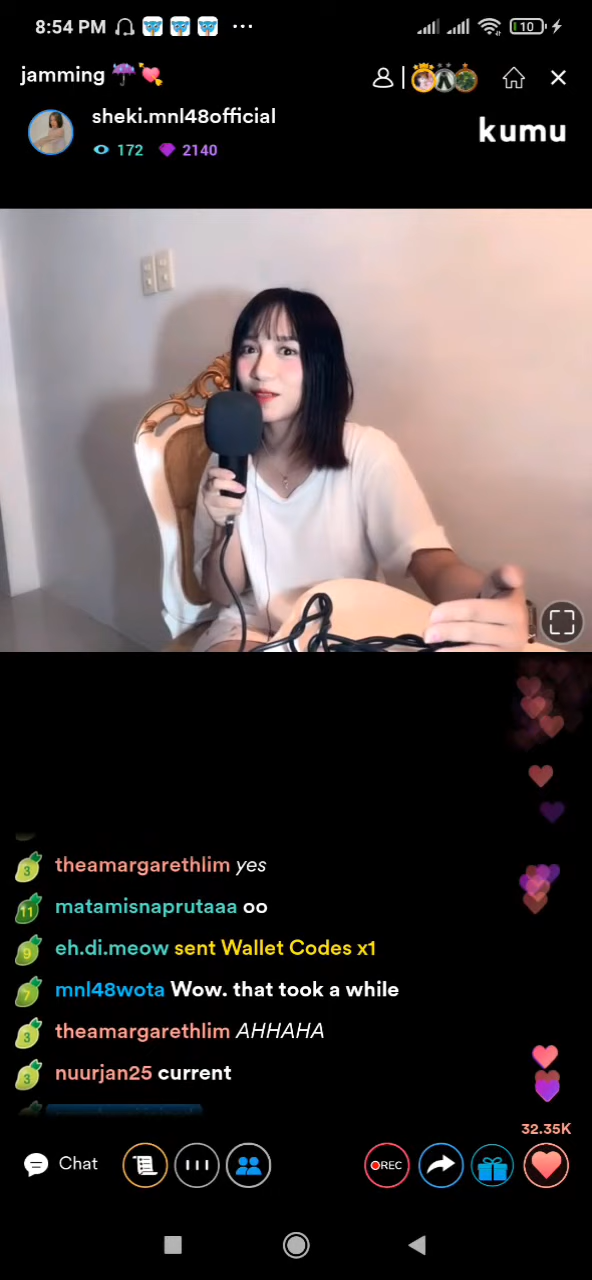 8:54 PM ... 10
jamming
sheki.mnl48official
172 2140
kumu
3 theamargarethlim yes
11 matamisnaprutaaa oo
9 eh.di.meow sent Wallet Codes x1
7 mnl48wota Wow. that took a while
3 theamargarethlim AHHAHA
3 nuurjan25 current
32.35K
Chat REC